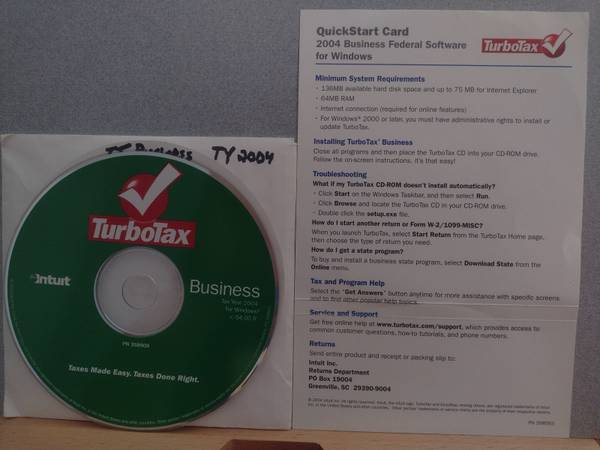 TY 2004
TurboTax
intuit
Business
Tax Year 2004
For Windows®
Taxes Made Easy. Taxes Done Right.
QuickStart Card
2004 Business Federal Software
for Windows
TurboTax
Minimum System Requirements
· 136MB available hard disk space and up to 75 MB for Internet Explorer
· 64MB RAM
· Internet connection (required for online features)
· For Windows® 2000 or later, you must have administrative rights to install or
update TurboTax.
Installing TurboTax® Business
Close all programs and then place the TurboTax CD into your CD-ROM drive.
Follow the on-screen instructions. It's that easy!
Troubleshooting
What if my TurboTax CD-ROM doesn't install automatically?
· Click Start on the Windows Taskbar, and then select Run.
· Click Browse and locate the TurboTax CD in your CD-ROM drive.
· Double click the setup.exe file.
How do I start another return or Form W-2/1099-MISC?
When you launch TurboTax, select Start Return from the TurboTax Home page,
then choose the type of return you need.
How do I get a state program?
To buy and install a business state program, select Download State from the
Online menu.
Tax and Program Help
Select the "Get Answers" button anytime for more assistance with specific screens
and to find other popular help topics.
Service and Support
Get free online help at www.turbotax.com/support, which provides access to
common customer questions, how-to tutorials, and phone numbers.
Returns
Send entire product and receipt or packing slip to:
Intuit Inc.
Returns Department
PO Box 19004
Greenville, SC 29390-9004